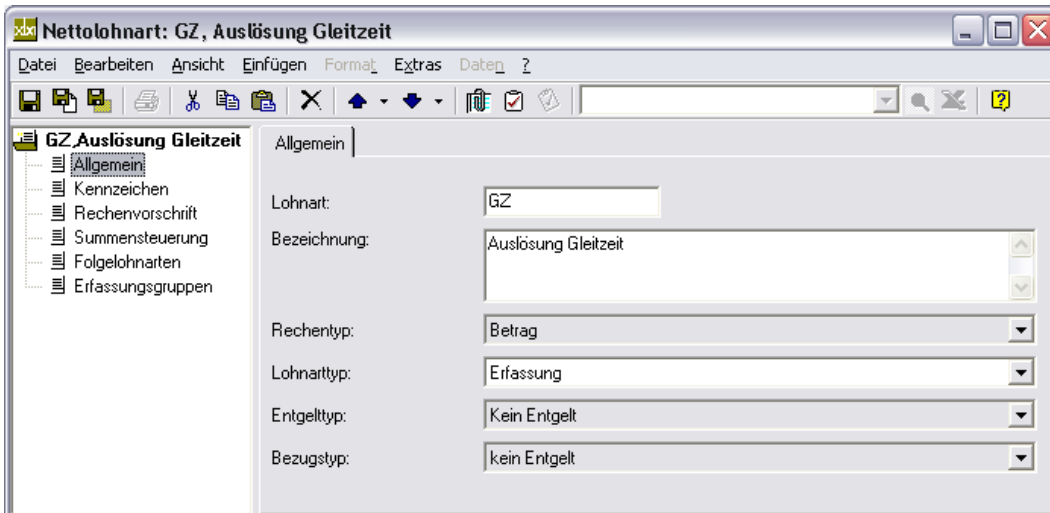 Nettolohnart: GZ, Auslösung Gleitzeit
Datei Bearbeiten Ansicht Einfügen Format Extras Daten ?
GZ,Auslösung Gleitzeit
Allgemein
Kennzeichen
Rechenvorschrift
Summensteuerung
Folgelohnarten
Erfassungsgruppen
Allgemein
Lohnart: GZ
Bezeichnung: Auslösung Gleitzeit
Rechentyp: Betrag
Lohnarttyp: Erfassung
Entgelttyp: Kein Entgelt
Bezugstyp: kein Entgelt